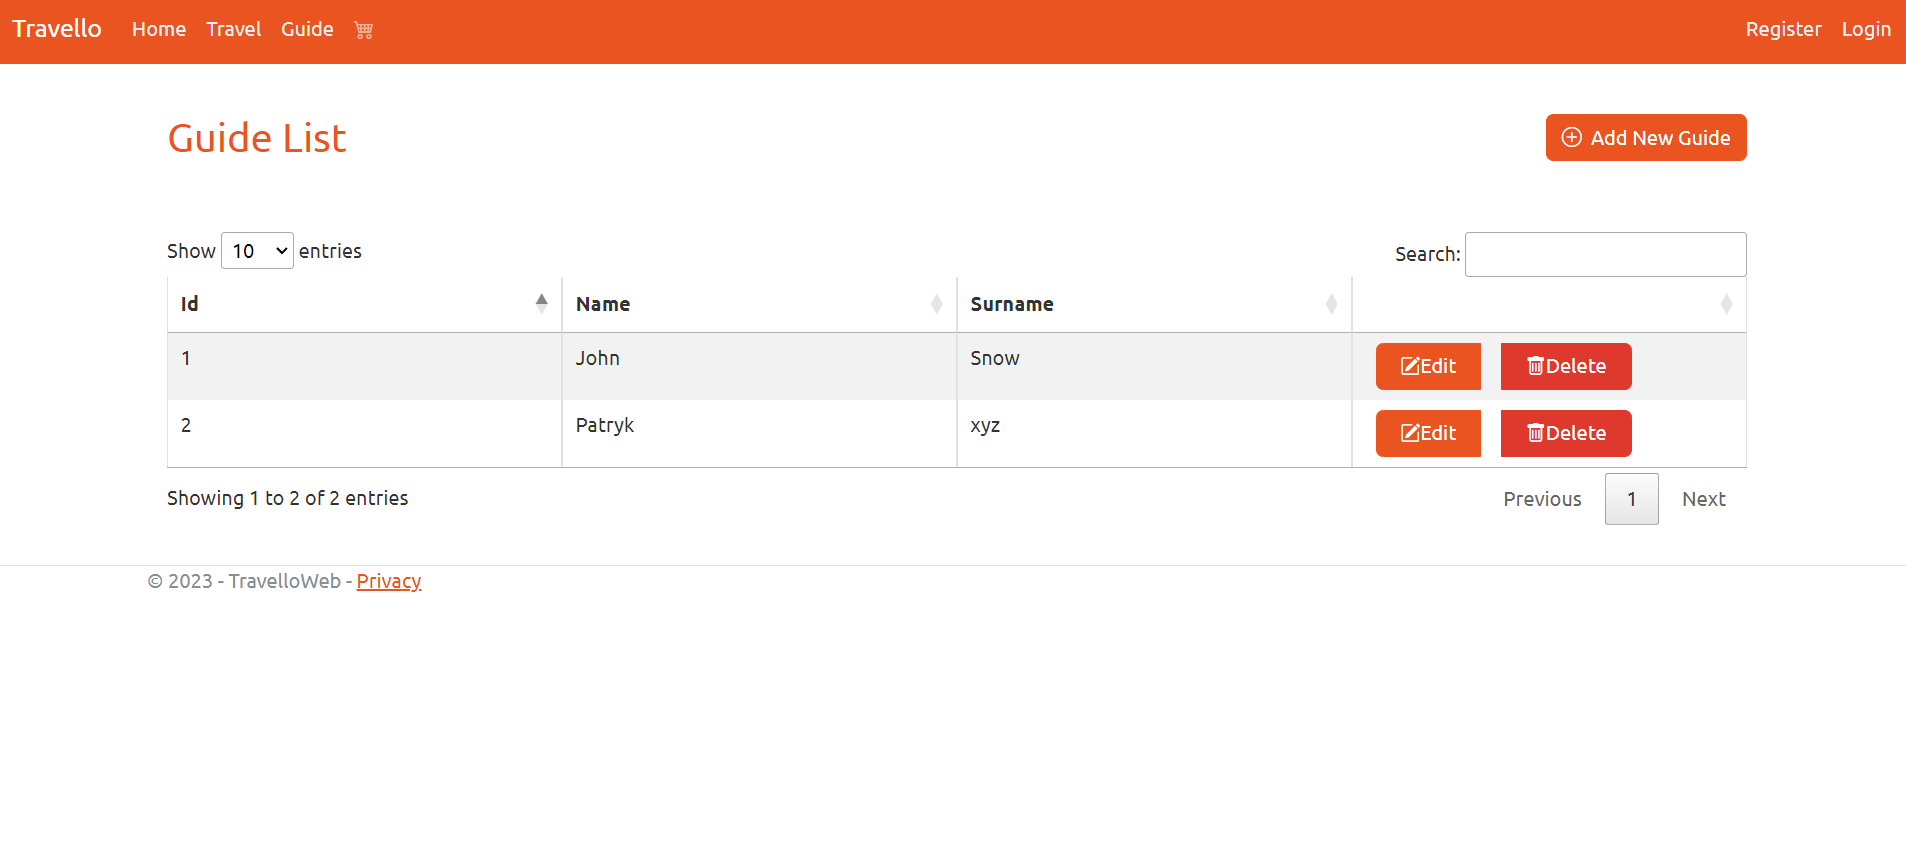 Travello Home Travel Guide Register Login
Guide List Add New Guide
Show 10 entries Search:
Id Name Surname
1 John Snow Edit Delete
2 Patryk xyz Edit Delete
Showing 1 to 2 of 2 entries Previous 1 Next
© 2023 - TravelloWeb - Privacy